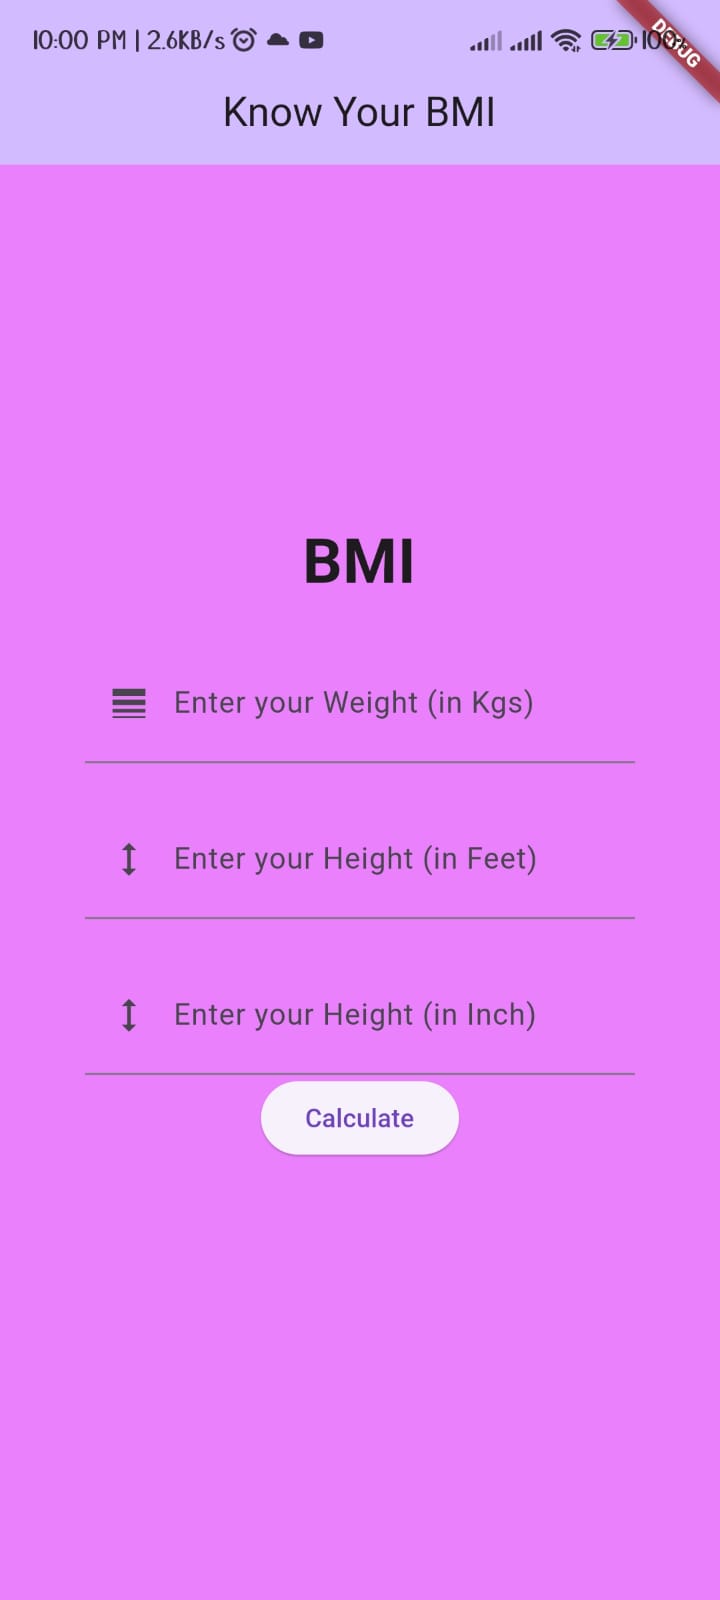 10:00 PM | 2.6KB/s
100%
DEBUG
Know Your BMI
BMI
Enter your Weight (in Kgs)
Enter your Height (in Feet)
Enter your Height (in Inch)
Calculate